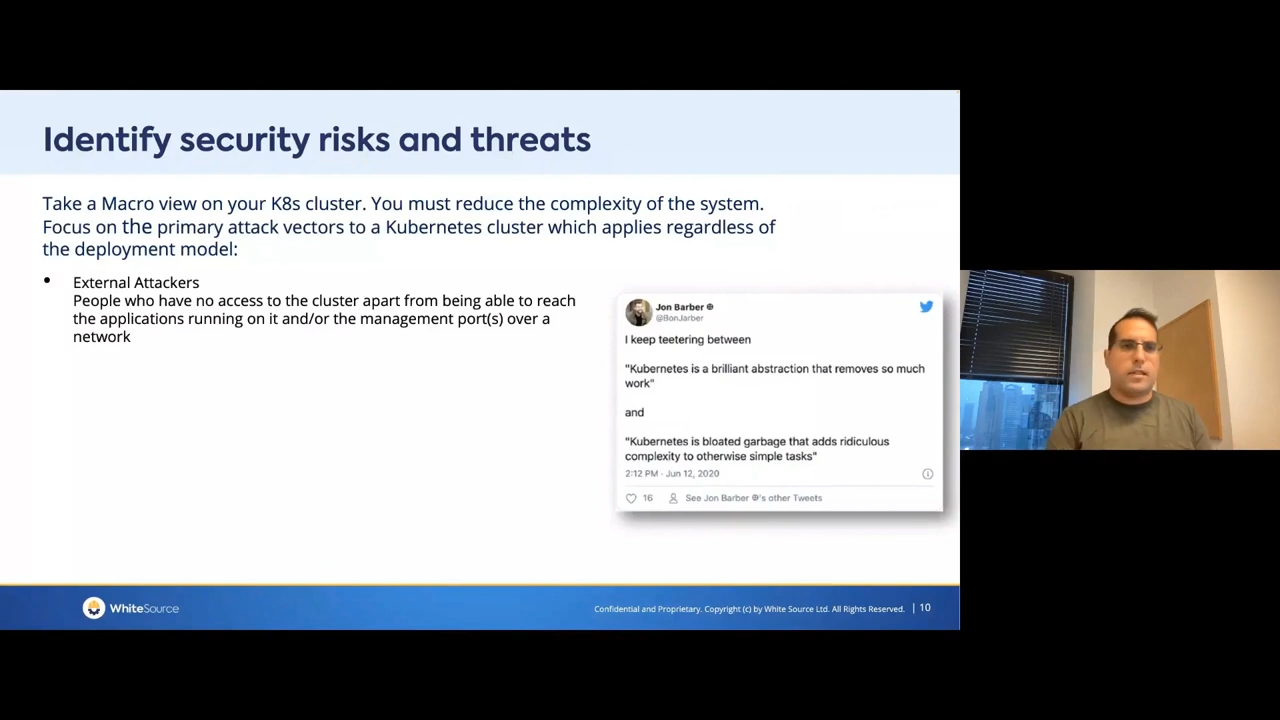 Identify security risks and threats
Take a Macro view on your K8s cluster. You must reduce the complexity of the system.
Focus on the primary attack vectors to a Kubernetes cluster which applies regardless of
the deployment model:
• External Attackers
People who have no access to the cluster apart from being able to reach
the applications running on it and/or the management port(s) over a
network
Jon Barber
@BonJarber
I keep teetering between
"Kubernetes is a brilliant abstraction that removes so much
work"
and
"Kubernetes is bloated garbage that adds ridiculous
complexity to otherwise simple tasks"
2:12 PM · Jun 12, 2020
16 See Jon Barber 's other Tweets
WhiteSource
Confidential and Proprietary. Copyright (c) by White Source Ltd. All Rights Reserved. | 10